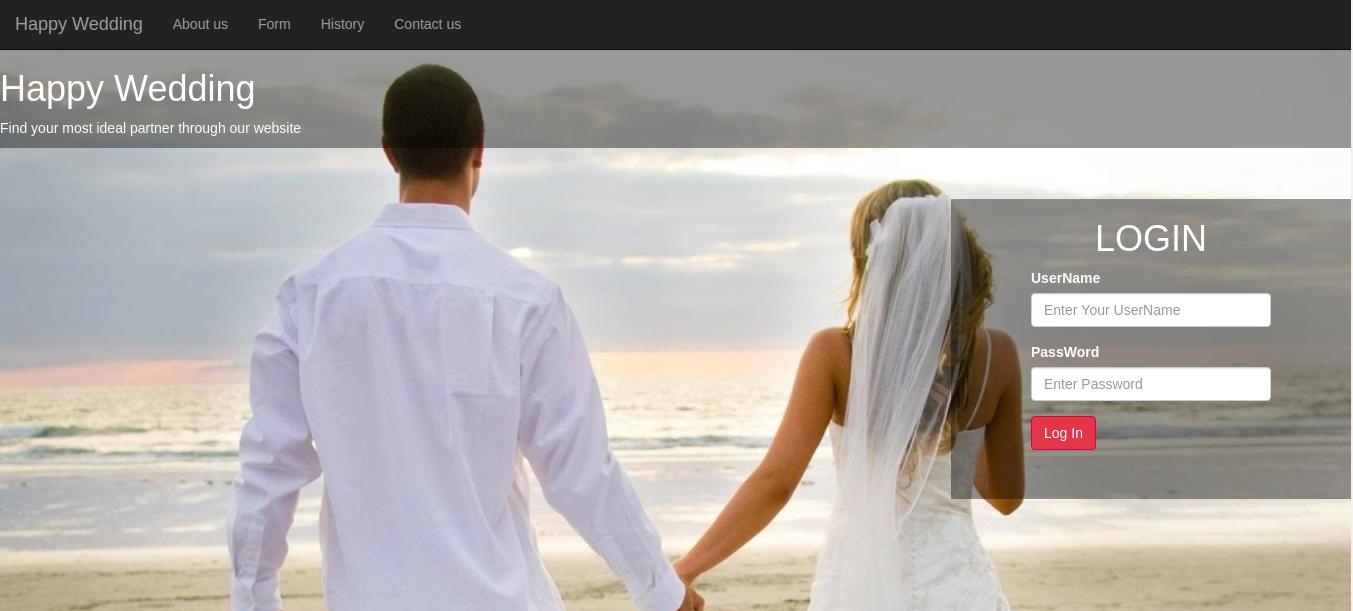 Happy Wedding About us Form History Contact us
Happy Wedding
Find your most ideal partner through our website
LOGIN
UserName
Enter Your UserName
PassWord
Enter Password
Log In